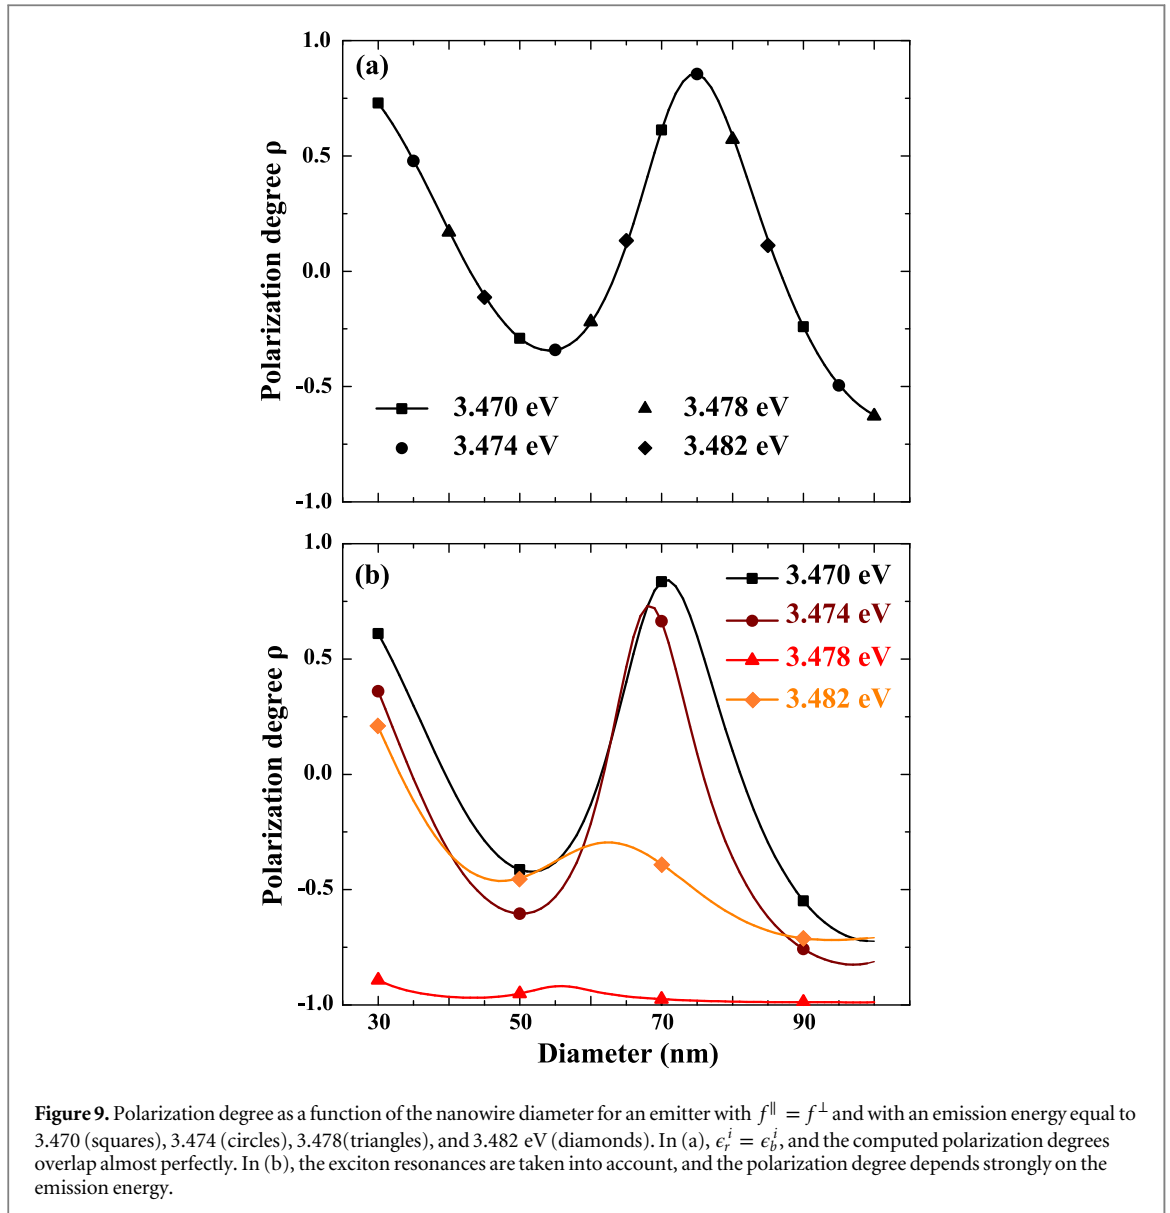 1.0
(a)
0.5
0.0
-0.5
-1.0
Polarization degree ρ
3.470 eV
3.478 eV
3.474 eV
3.482 eV
1.0
(b)
0.5
0.0
-0.5
-1.0
Polarization degree ρ
3.470 eV
3.474 eV
3.478 eV
3.482 eV
30 50 70 90
Diameter (nm)
Figure 9. Polarization degree as a function of the nanowire diameter for an emitter with f^∥ = f^⊥ and with an emission energy equal to
3.470 (squares), 3.474 (circles), 3.478(triangles), and 3.482 eV (diamonds). In (a), ϵ_r^i = ϵ_b^i, and the computed polarization degrees
overlap almost perfectly. In (b), the exciton resonances are taken into account, and the polarization degree depends strongly on the
emission energy.